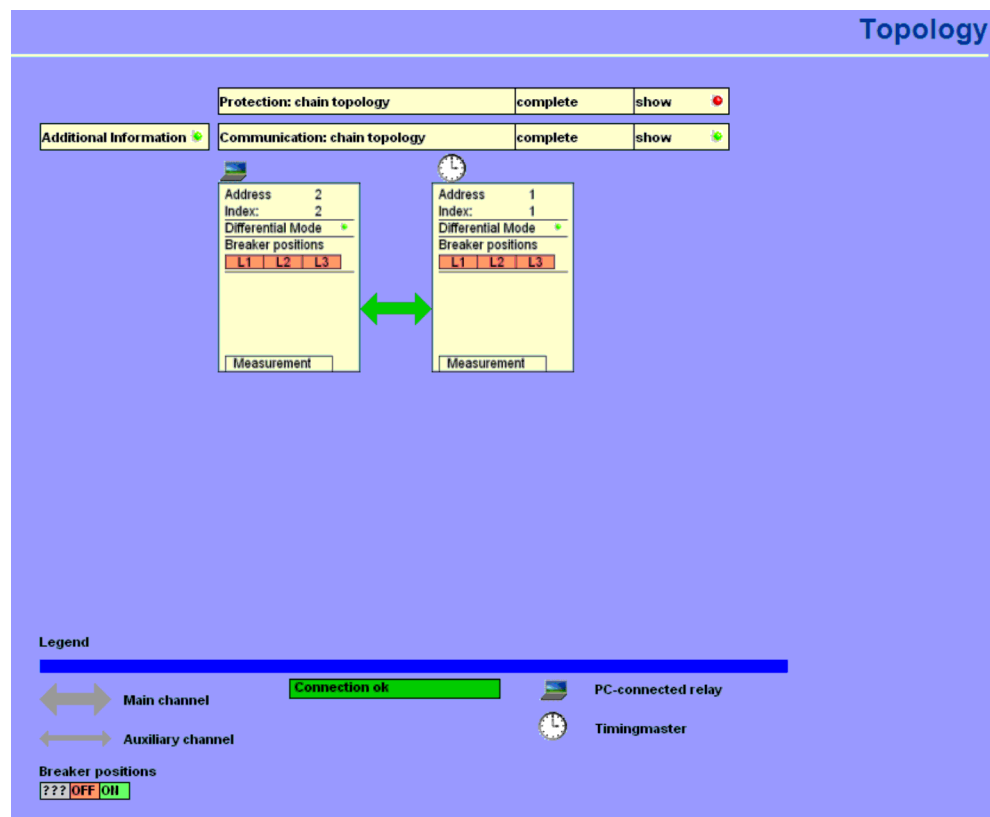 Topology
Protection: chain topology complete show
Additional Information Communication: chain topology complete show
Address 2 Address 1
Index: 2 Index: 1
Differential Mode Differential Mode
Breaker positions Breaker positions
L1 L2 L3 L1 L2 L3
Measurement Measurement
Legend
Main channel Connection ok PC-connected relay
Auxiliary channel Timingmaster
Breaker positions
??? OFF ON